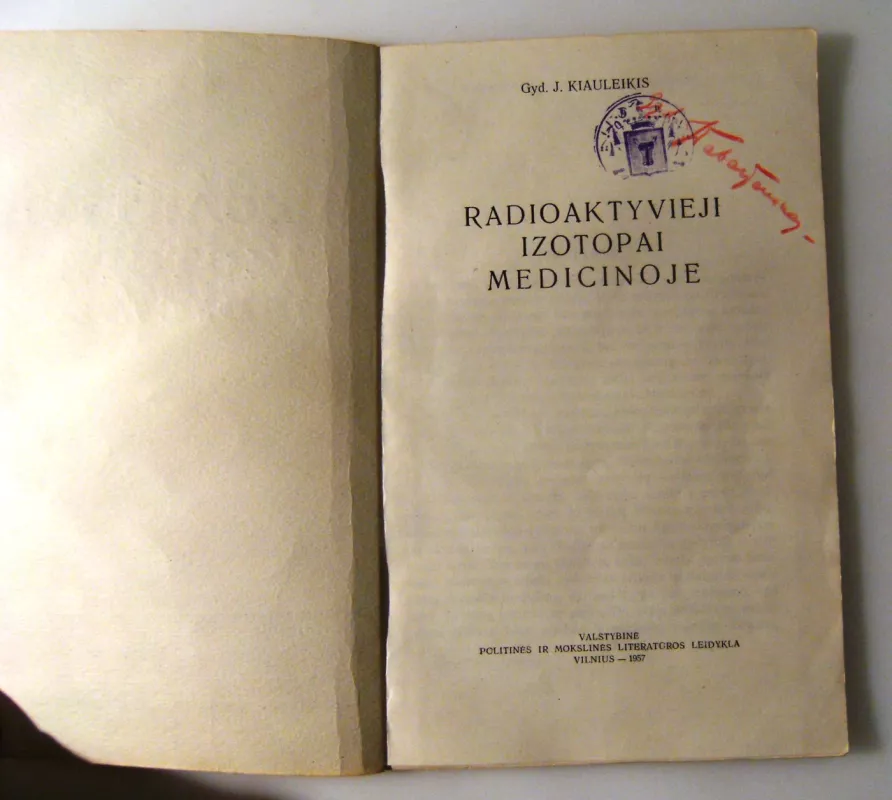 Gyd. J. KIAULEIKIS
T
RADIOAKTYVIEJI
IZOTOPAI
MEDICINOJE
VALSTYBINĖ
POLITINĖS IR MOKSLINĖS LITERATŪROS LEIDYKLA
VILNIUS — 1957